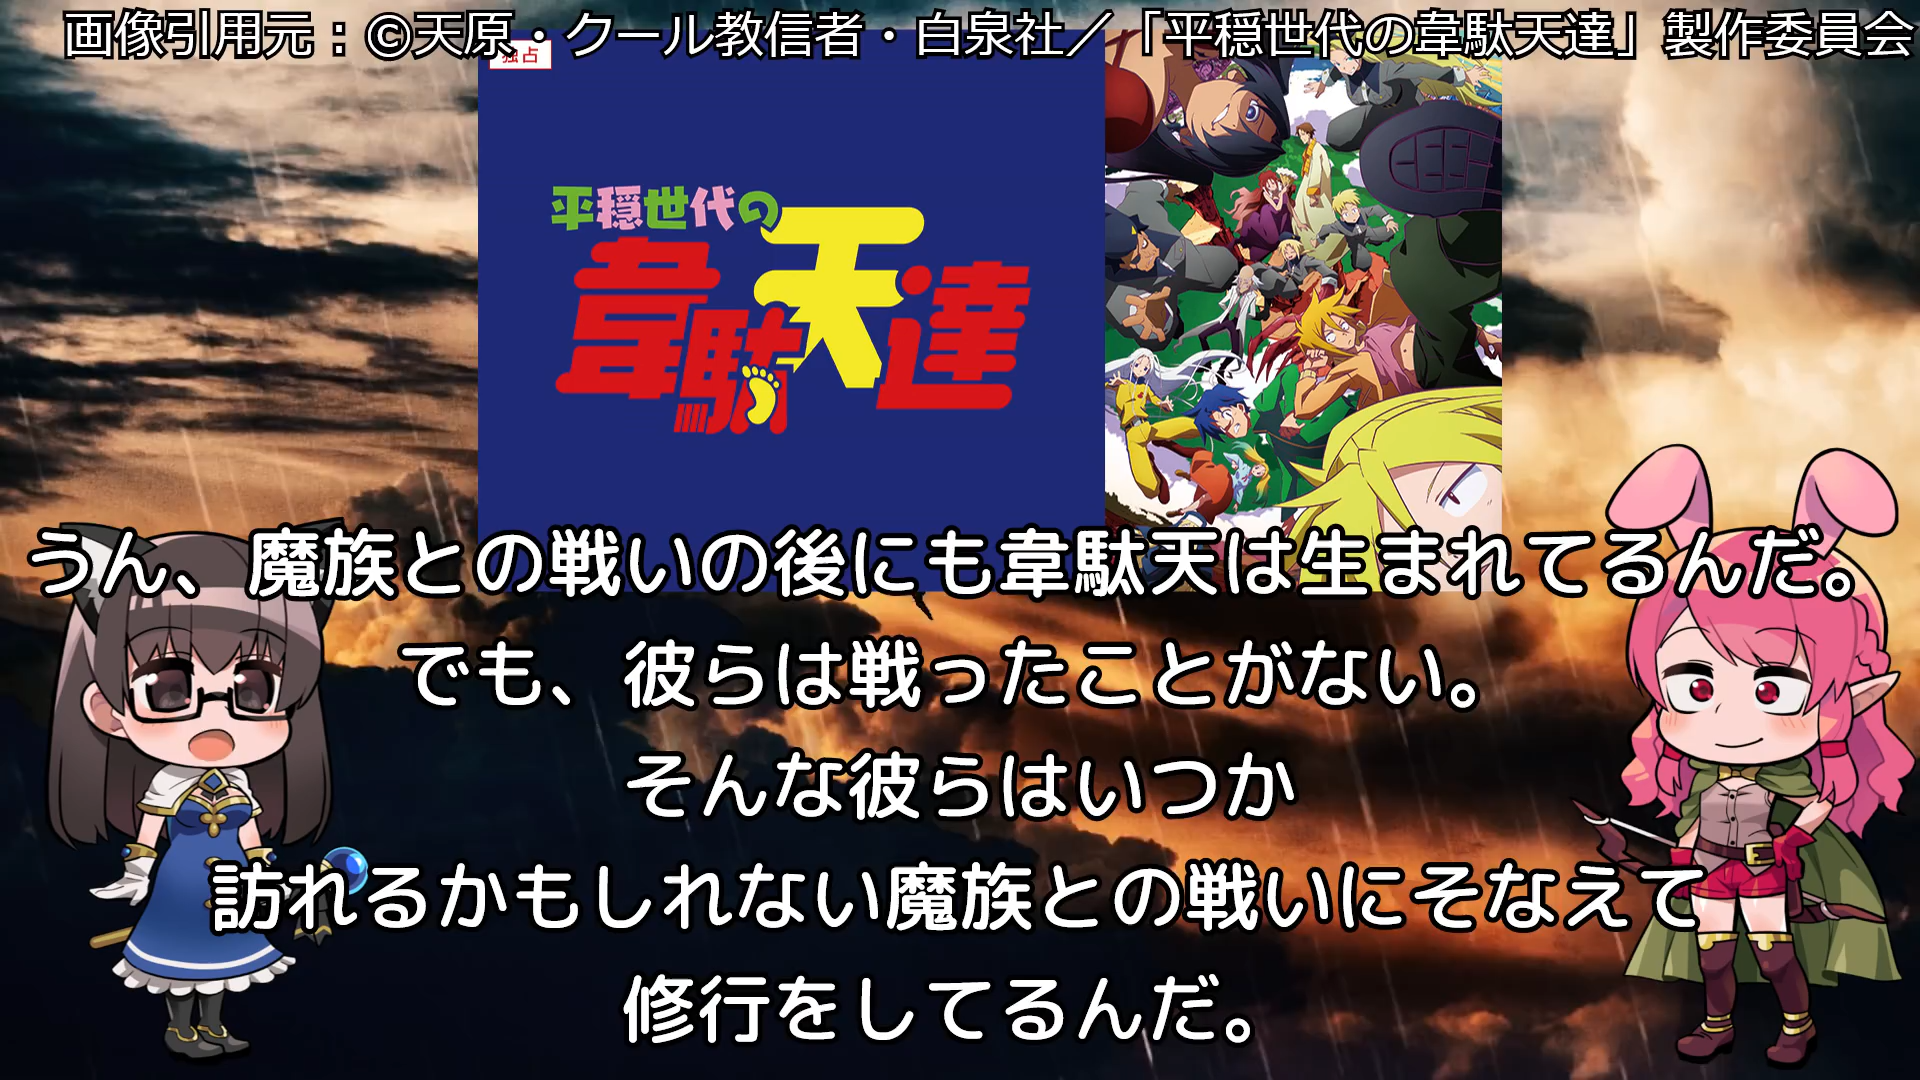 画像引用元：©天原・クール教信者・白泉社／「平穏世代の韋駄天達」製作委員会
独占
平穏世代の
韋駄天達
うん、魔族との戦いの後にも韋駄天は生まれてるんだ。
でも、彼らは戦ったことがない。
そんな彼らはいつか
訪れるかもしれない魔族との戦いにそなえて
修行をしてるんだ。